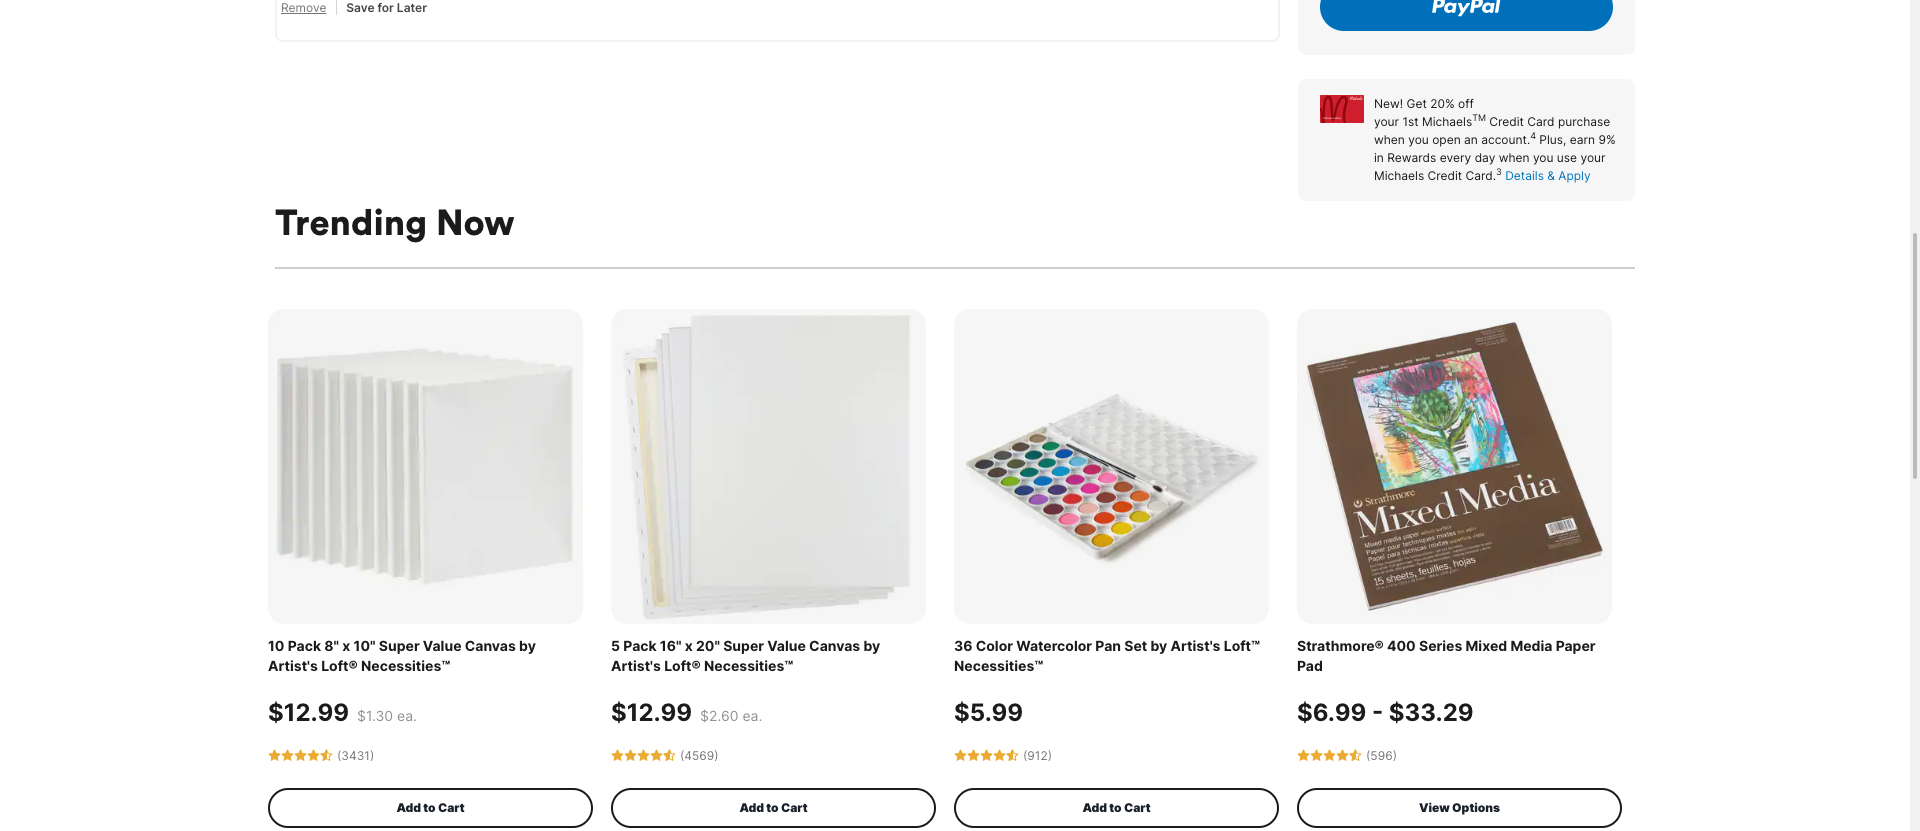 Remove
Save for Later
PayPal
New! Get 20% off
your 1st Michaels™ Credit Card purchase
when you open an account.4 Plus, earn 9%
in Rewards every day when you use your
Michaels Credit Card.3 Details & Apply
Trending Now
Strathmore
Mixed Media
15 sheets, feuilles, hojas
10 Pack 8" x 10" Super Value Canvas by
Artist's Loft® Necessities™
$12.99 $1.30 ea.
(3431)
Add to Cart
5 Pack 16" x 20" Super Value Canvas by
Artist's Loft® Necessities™
$12.99 $2.60 ea.
(4569)
Add to Cart
36 Color Watercolor Pan Set by Artist's Loft™
Necessities™
$5.99
(912)
Add to Cart
Strathmore® 400 Series Mixed Media Paper
Pad
$6.99 - $33.29
(596)
View Options